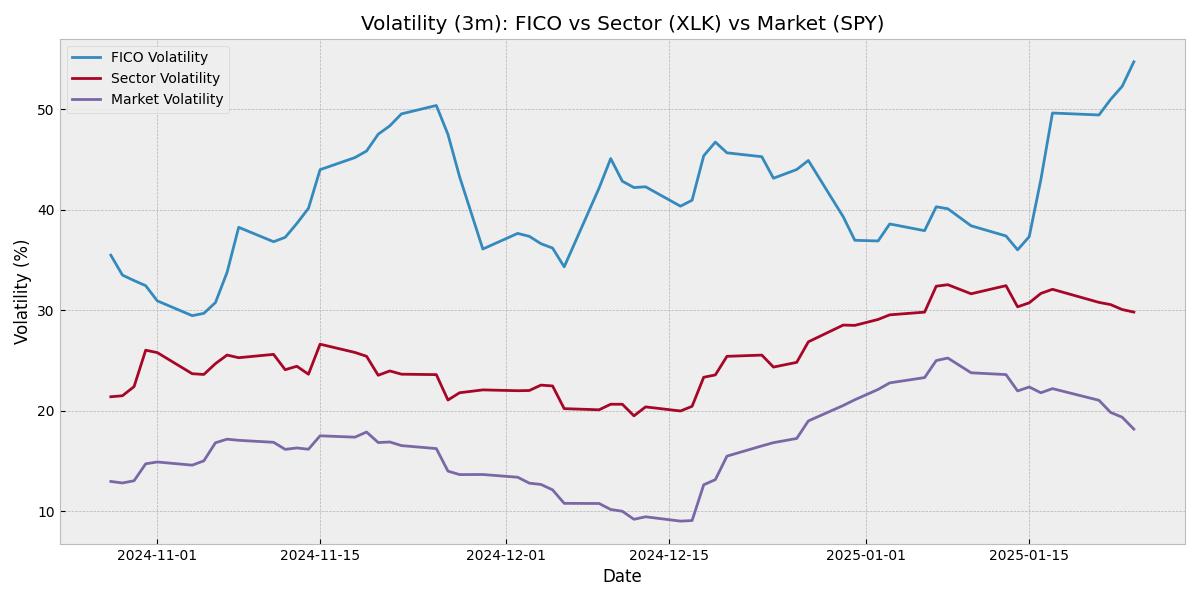 Volatility (3m): FICO vs Sector (XLK) vs Market (SPY)
FICO Volatility
Sector Volatility
Market Volatility
Volatility (%)
50
40
30
20
10
2024-11-01
2024-11-15
2024-12-01
2024-12-15
2025-01-01
2025-01-15
Date